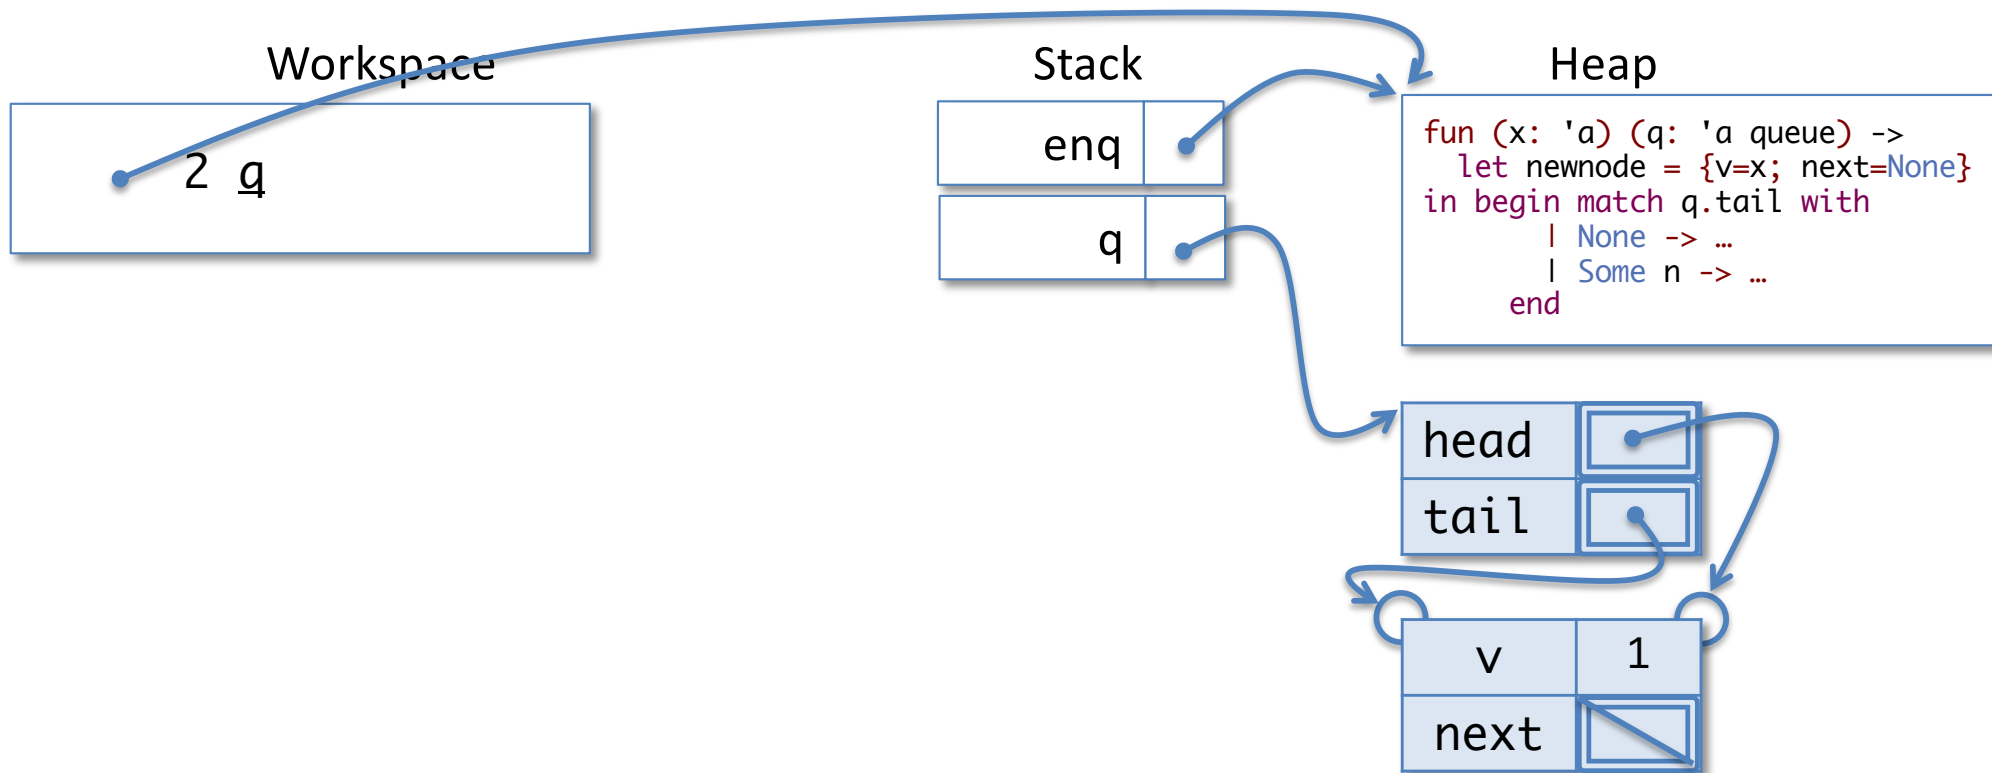 Workspace
Stack
Heap
2 q
enq
q
fun (x: 'a) (q: 'a queue) ->
let newnode = {v=x; next=None}
in begin match q.tail with
| None -> …
| Some n -> …
end
head
tail
v 1
next